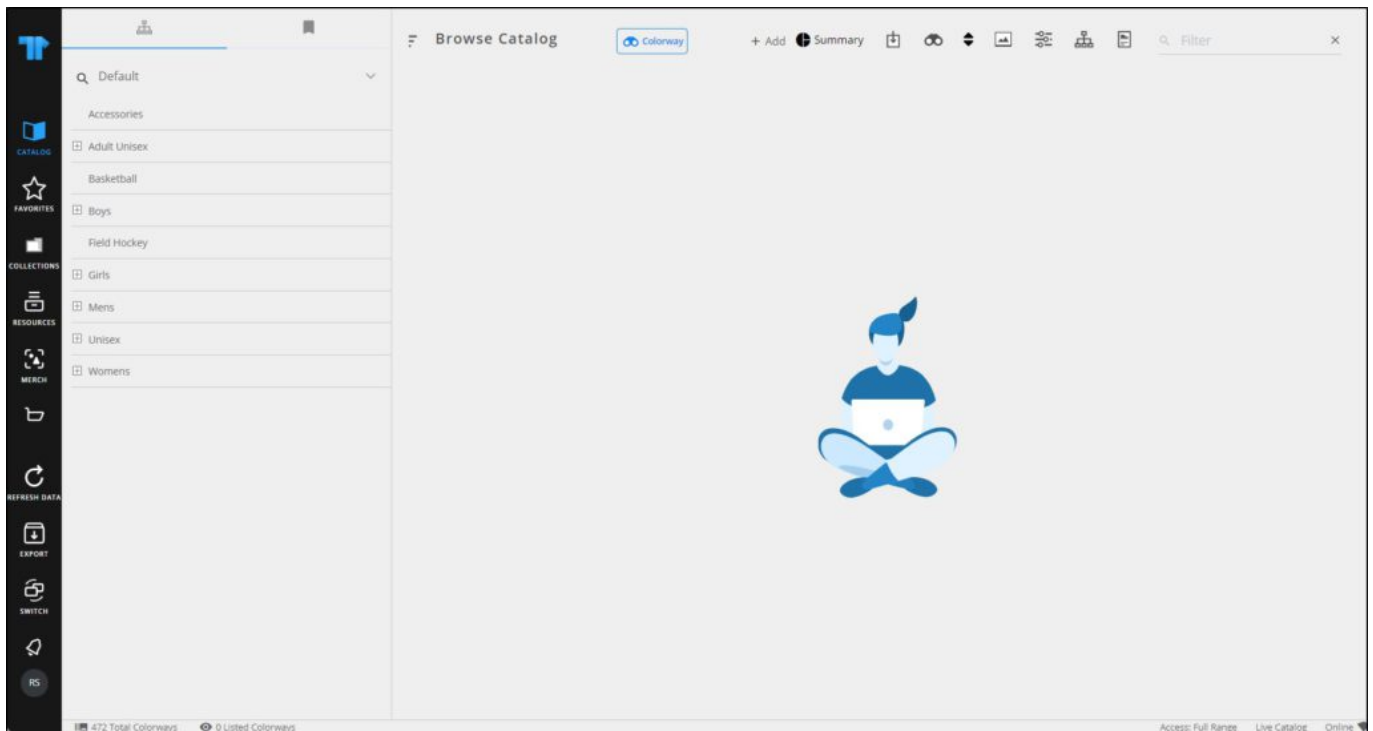 Browse Catalog
Colorway
+ Add
Summary
Filter
Default
Accessories
Adult Unisex
Basketball
Boys
Field Hockey
Girls
Mens
Unisex
Womens
CATALOG
FAVORITES
COLLECTIONS
RESOURCES
MERCH
REFRESH DATA
EXPORT
SWITCH
RS
472 Total Colorways
0 Listed Colorways
Access: Full Range
Live Catalog
Online